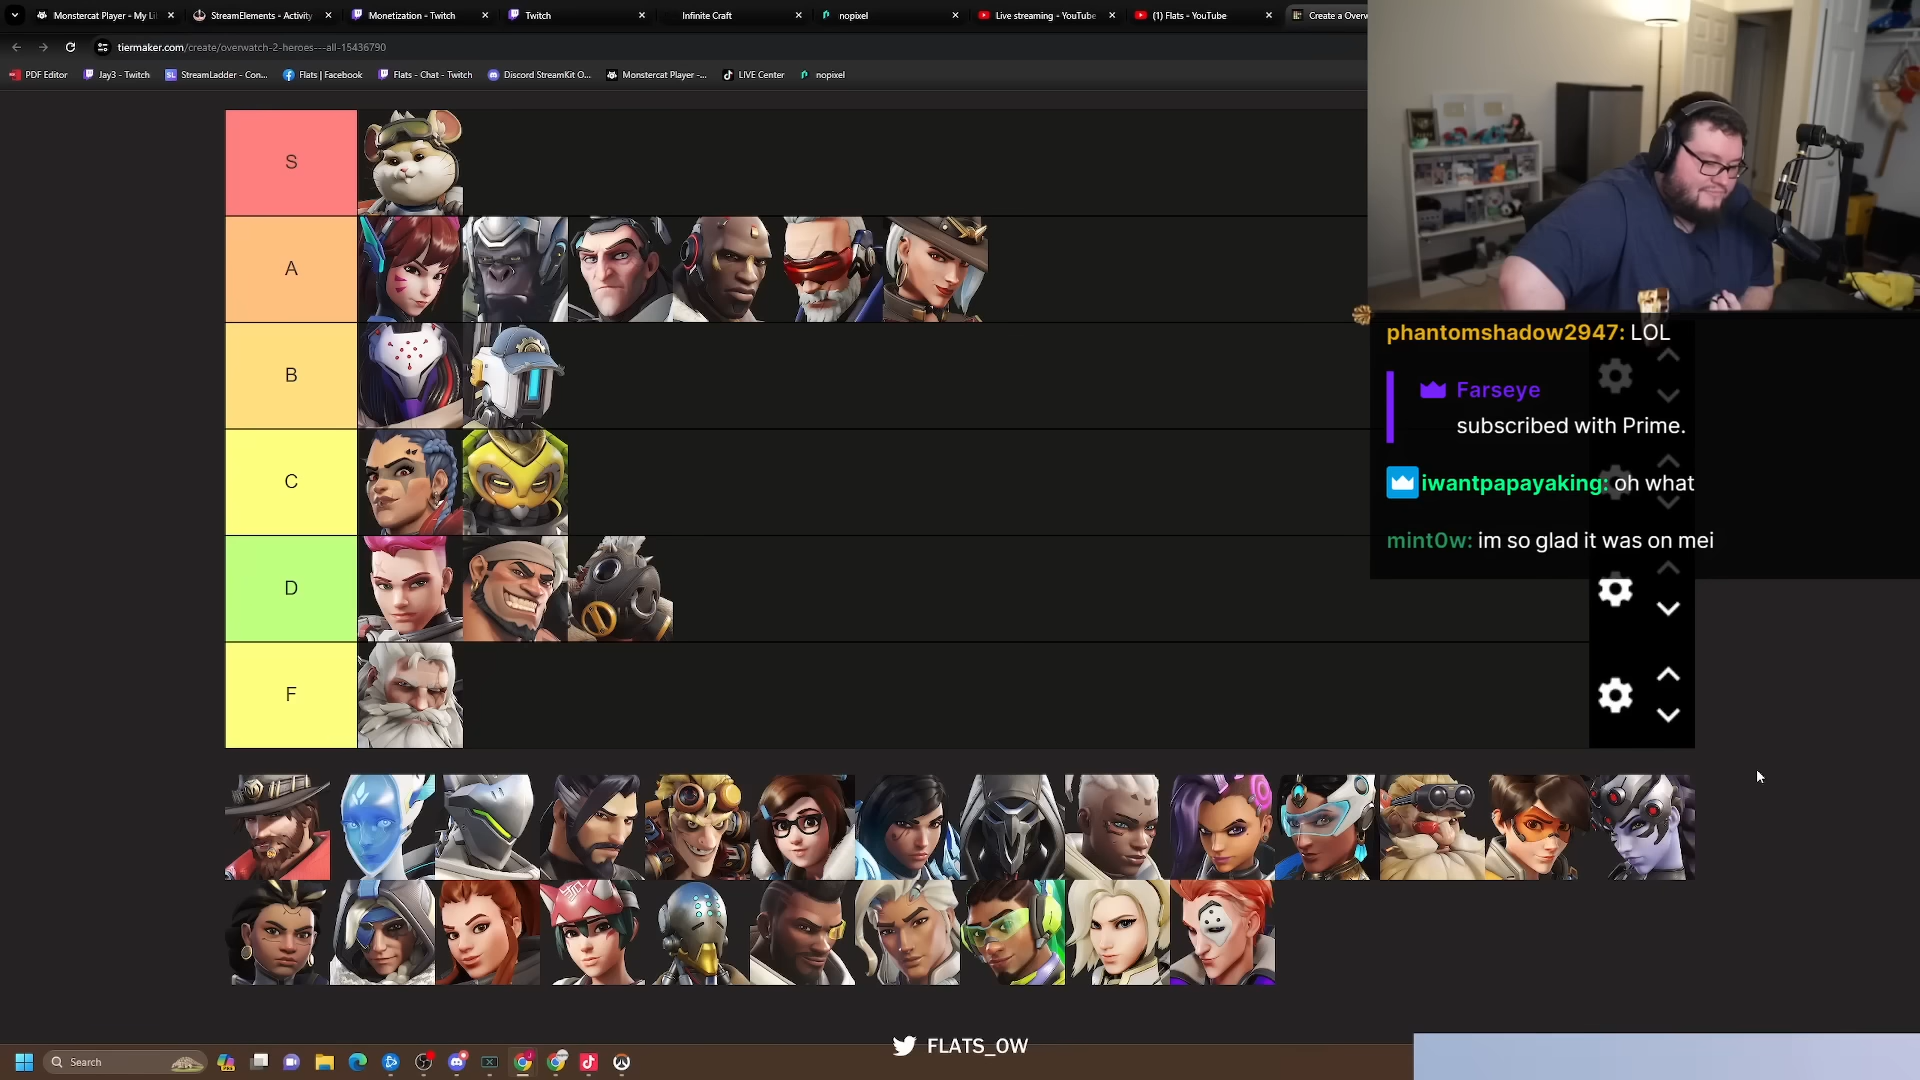 Monstercat Player - My Li
StreamElements - Activity
Monetization - Twitch
Twitch
Infinite Craft
nopixel
Live streaming - YouTube
(1) Flats - YouTube
Create a Overw
tiermaker.com/create/overwatch-2-heroes---all-15436790
PDF Editor
Jay3 - Twitch
SL
StreamLadder - Con...
Flats | Facebook
Flats - Chat - Twitch
Discord StreamKit O...
Monstercat Player -...
LIVE Center
nopixel
S
A
B
C
D
F
phantomshadow2947: LOL
Farseye
subscribed with Prime.
iwantpapayaking: oh what
mint0w: im so glad it was on mei
FLATS_OW
Search